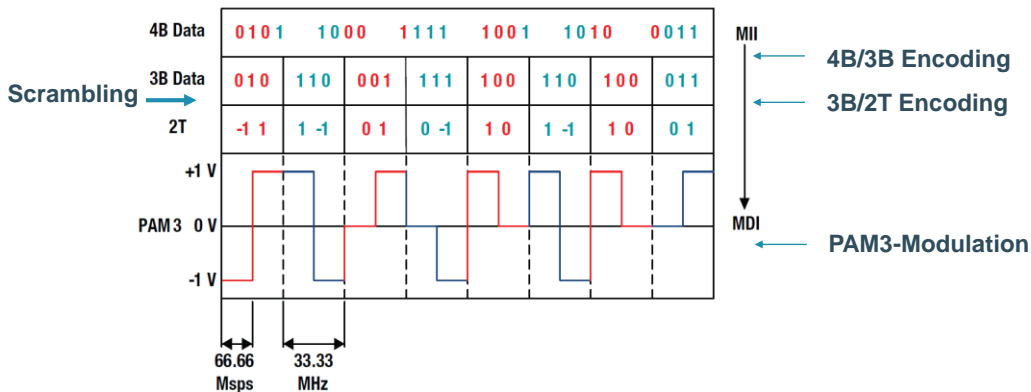 4B Data 0101 1000 1111 1001 1010 0011 MII
4B/3B Encoding
3B Data 010 110 001 111 100 110 100 011
Scrambling
3B/2T Encoding
2T -1 1 1 -1 0 1 0 -1 1 0 1 -1 1 0 0 1
+1 V
PAM 3 0 V MDI
PAM3-Modulation
-1 V
66.66 33.33
Msps MHz